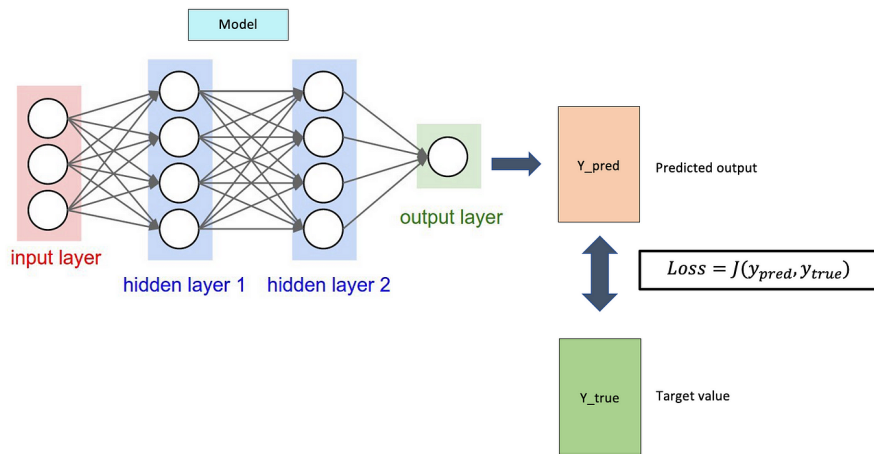 Model
input layer
hidden layer 1
hidden layer 2
output layer
Y_pred
Predicted output
Loss = J(y_pred, y_true)
Y_true
Target value